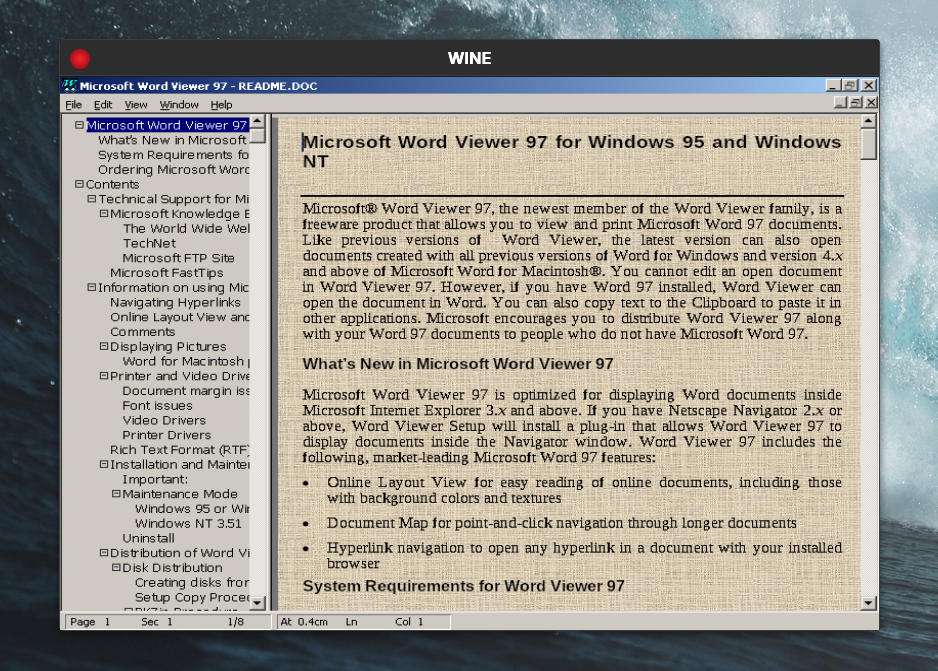 WINE
Microsoft Word Viewer 97 - README.DOC
File Edit View Window Help
Microsoft Word Viewer 97
What's New in Microsoft
System Requirements fo
Ordering Microsoft Word
Contents
Technical Support for Mi
Microsoft Knowledge B
The World Wide Wel
TechNet
Microsoft FTP Site
Microsoft FastTips
Information on using Mic
Navigating Hyperlinks
Online Layout View and
Comments
Displaying Pictures
Word for Macintosh
Printer and Video Drive
Document margin iss
Font issues
Video Drivers
Printer Drivers
Rich Text Format (RTF)
Installation and Mainter
Important:
Maintenance Mode
Windows 95 or Wir
Windows NT 3.51
Uninstall
Distribution of Word Vi
Disk Distribution
Creating disks fror
Setup Copy Proced
PKZip Procedure
Microsoft Word Viewer 97 for Windows 95 and Windows
NT
Microsoft® Word Viewer 97, the newest member of the Word Viewer family, is a
freeware product that allows you to view and print Microsoft Word 97 documents.
Like previous versions of Word Viewer, the latest version can also open
documents created with all previous versions of Word for Windows and version 4.x
and above of Microsoft Word for Macintosh®. You cannot edit an open document
in Word Viewer 97. However, if you have Word 97 installed, Word Viewer can
open the document in Word. You can also copy text to the Clipboard to paste it in
other applications. Microsoft encourages you to distribute Word Viewer 97 along
with your Word 97 documents to people who do not have Microsoft Word 97.
What's New in Microsoft Word Viewer 97
Microsoft Word Viewer 97 is optimized for displaying Word documents inside
Microsoft Internet Explorer 3.x and above. If you have Netscape Navigator 2.x or
above, Word Viewer Setup will install a plug-in that allows Word Viewer 97 to
display documents inside the Navigator window. Word Viewer 97 includes the
following, market-leading Microsoft Word 97 features:
• Online Layout View for easy reading of online documents, including those
with background colors and textures
• Document Map for point-and-click navigation through longer documents
• Hyperlink navigation to open any hyperlink in a document with your installed
browser
System Requirements for Word Viewer 97
Page 1 Sec 1 1/8 At 0.4cm Ln Col 1